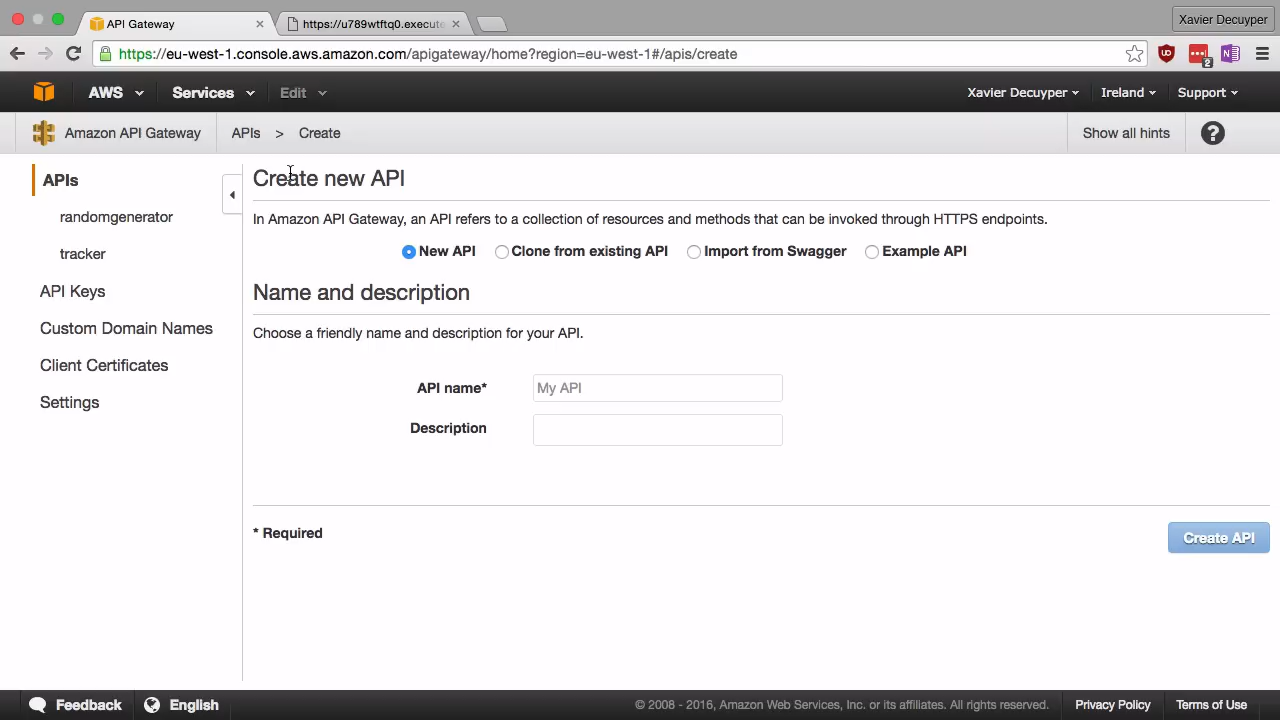 API Gateway
https://u789wtftq0.execute
Xavier Decuyper
https://eu-west-1.console.aws.amazon.com/apigateway/home?region=eu-west-1#/apis/create
2
AWS Services Edit Xavier Decuyper Ireland Support
Amazon API Gateway APIs > Create Show all hints ?
APIs
randomgenerator
tracker
API Keys
Custom Domain Names
Client Certificates
Settings
Create new API
In Amazon API Gateway, an API refers to a collection of resources and methods that can be invoked through HTTPS endpoints.
New API Clone from existing API Import from Swagger Example API
Name and description
Choose a friendly name and description for your API.
API name* My API
Description
* Required
Create API
Feedback English © 2008 - 2016, Amazon Web Services, Inc. or its affiliates. All rights reserved. Privacy Policy Terms of Use